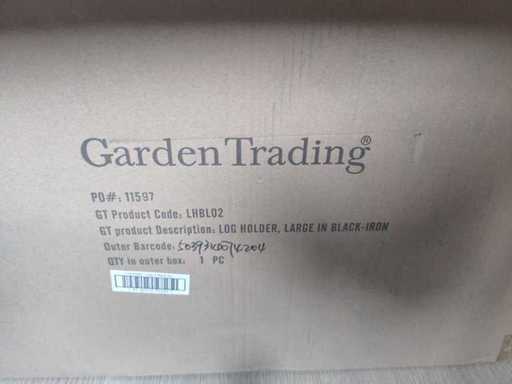 Garden Trading®
PO#: 11597
GT Product Code: LHBL02
GT product Description: LOG HOLDER, LARGE IN BLACK-IRON
Outer Barcode:
QTY in outer box: 1 PC